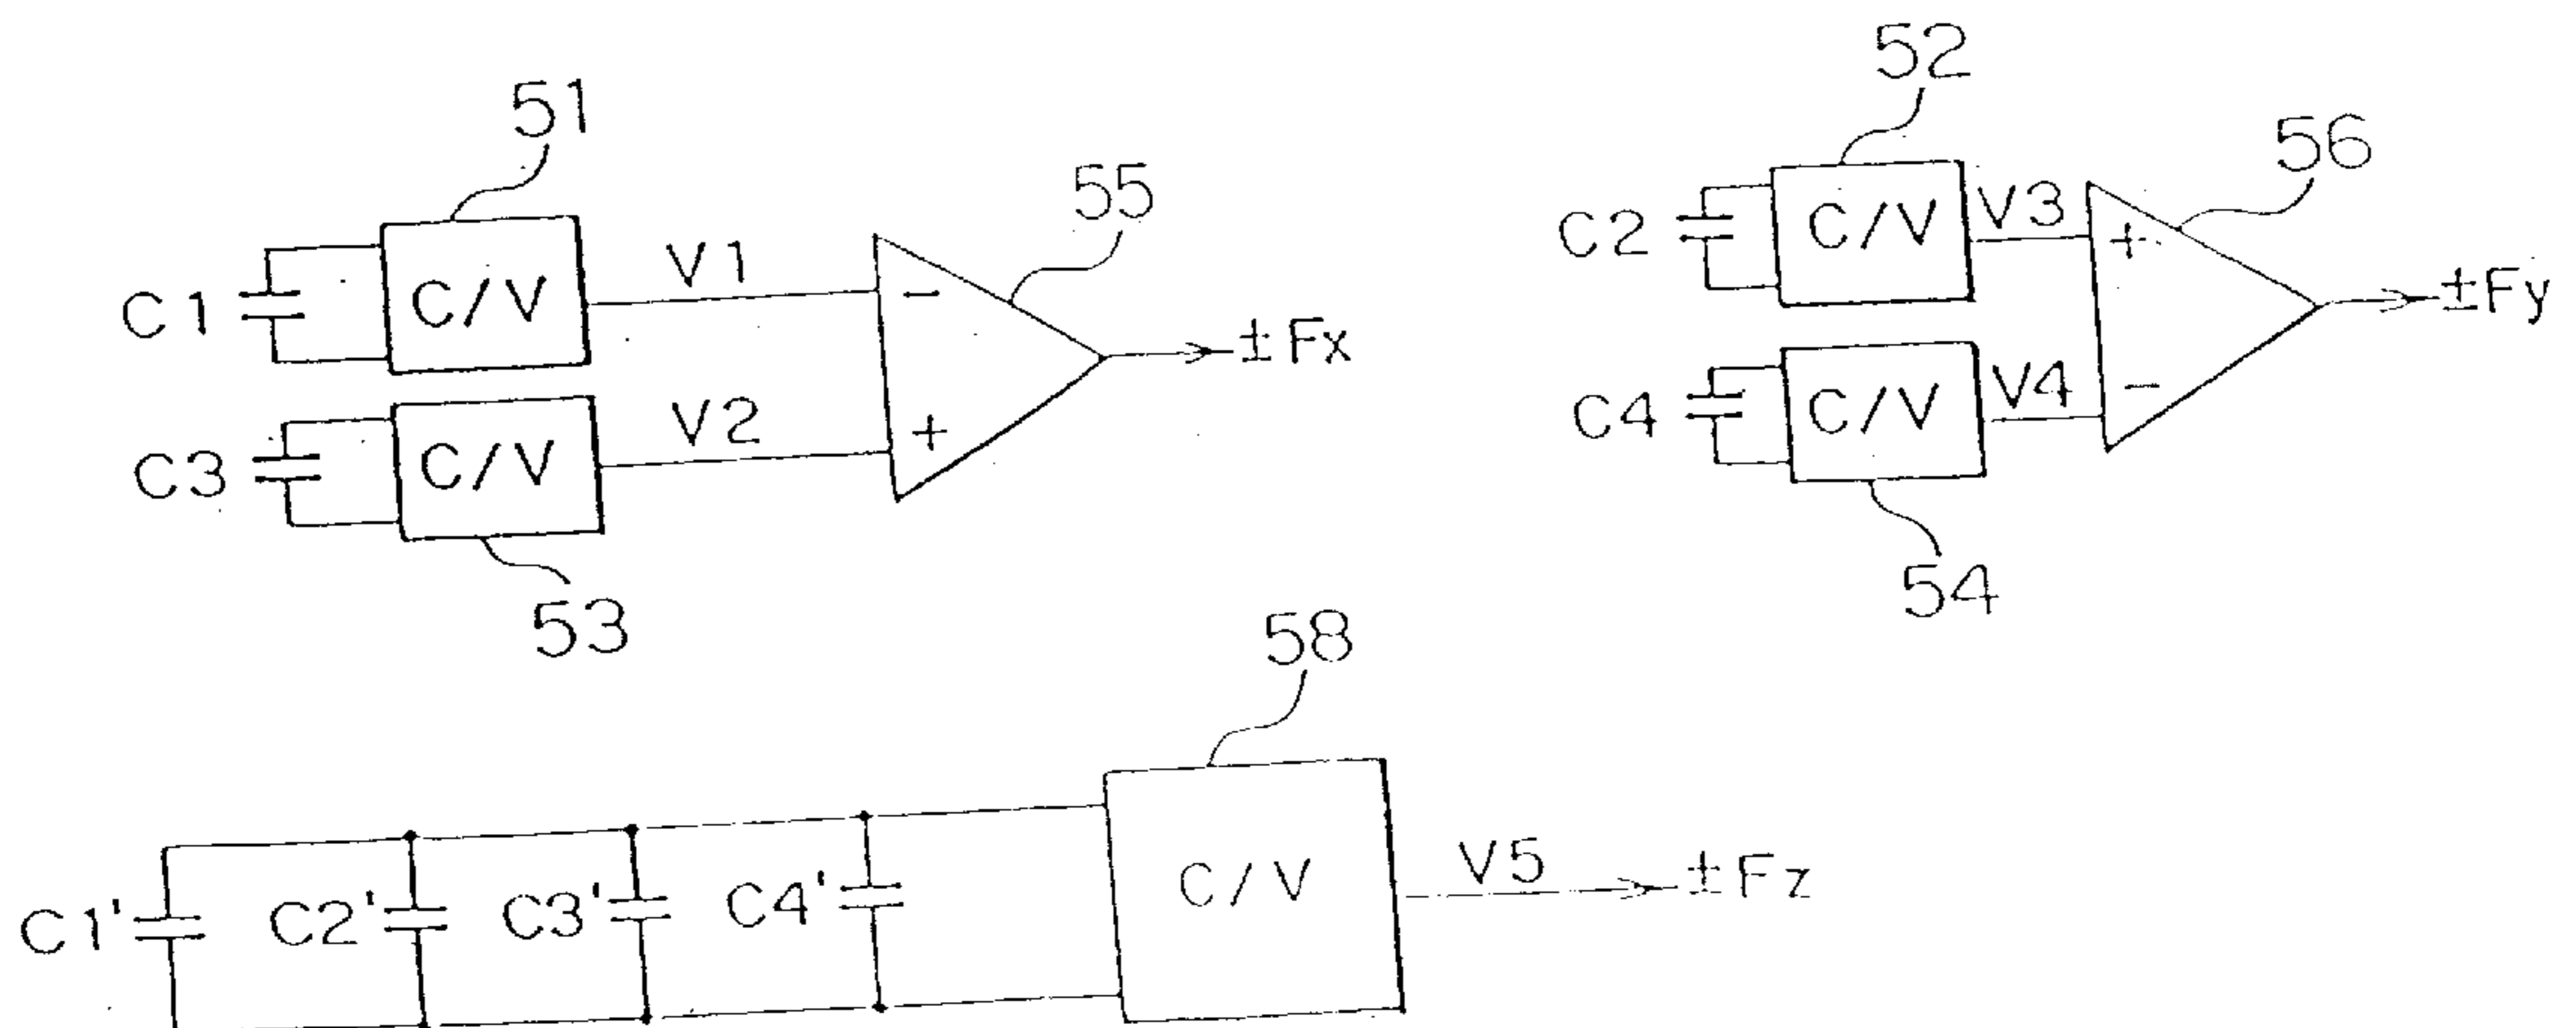 51
C1
C/V
V1
55
-
+
±Fx
C3
C/V
V2
53
52
C2
C/V
V3
56
+
-
±Fy
C4
C/V
V4
54
58
C1'
C2'
C3'
C4'
C/V
V5
±Fz